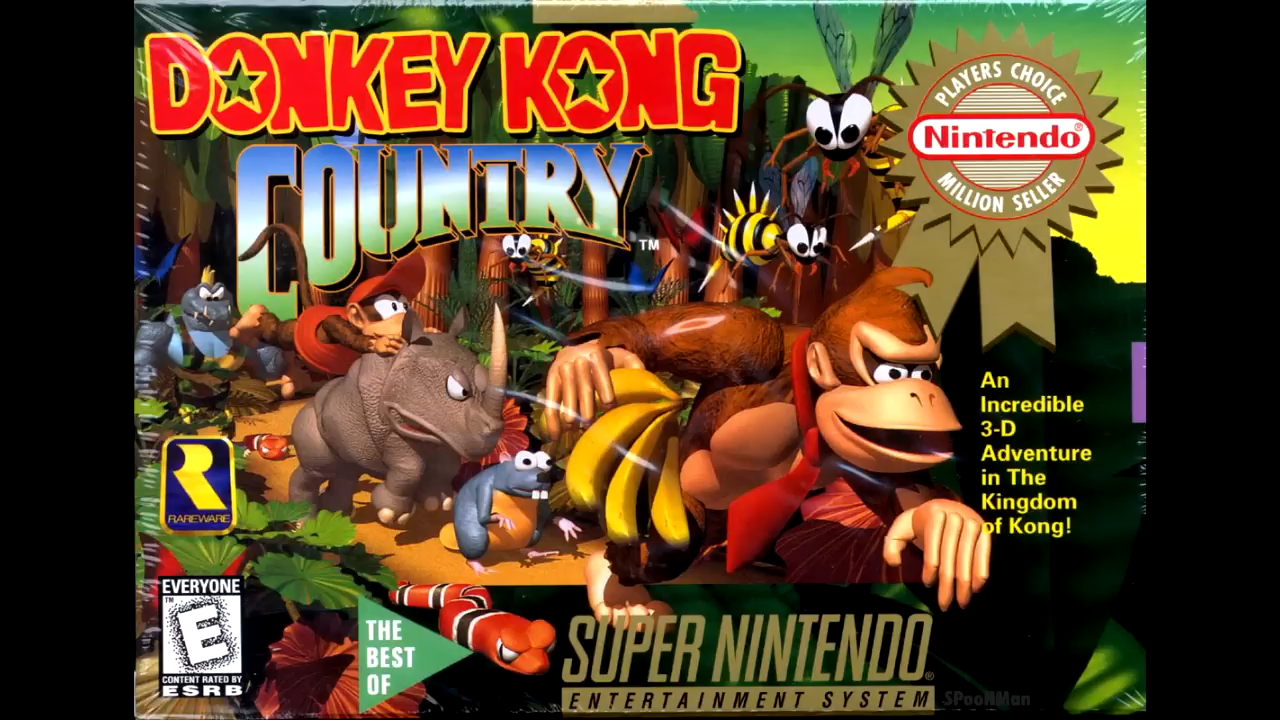 DONKEY KONG
COUNTRY
TM
PLAYERS CHOICE
Nintendo®
MILLION SELLER
An
Incredible
3-D
Adventure
in The
Kingdom
of Kong!
R
RAREWARE
EVERYONE
TM
E
CONTENT RATED BY
ESRB
THE
BEST
OF
SUPER NINTENDO®
ENTERTAINMENT SYSTEM
SPooNMan